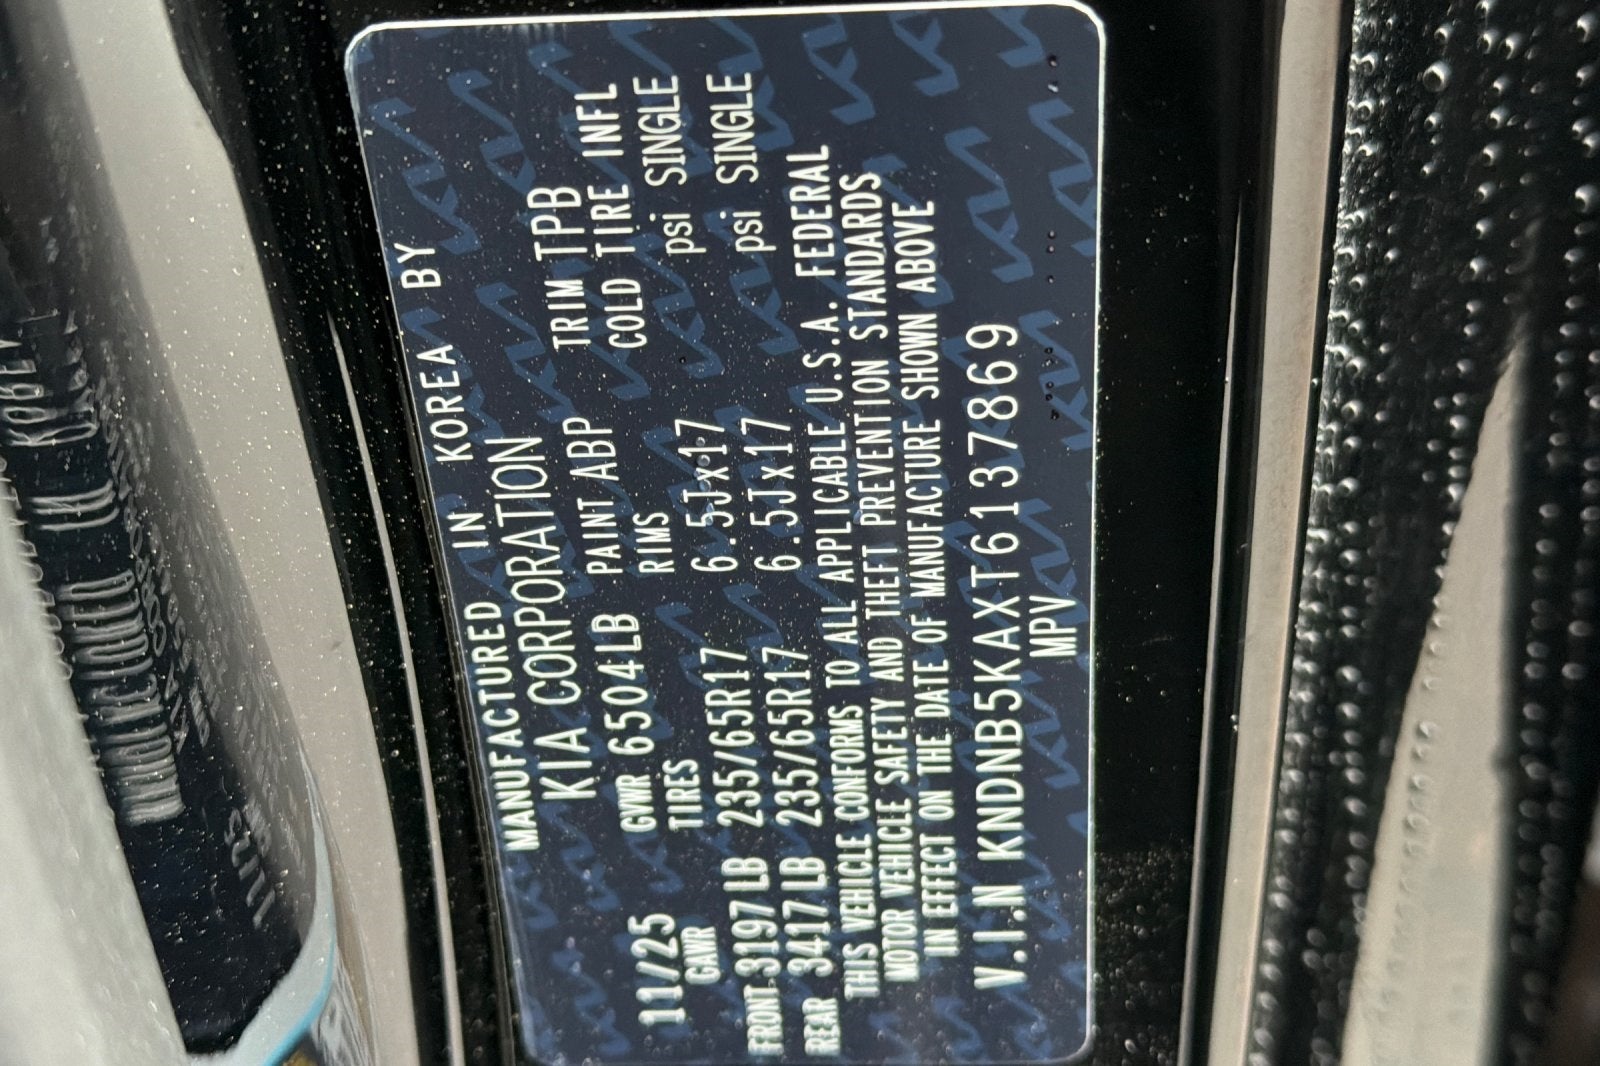 MANUFACTURED IN KOREA BY
KIA CORPORATION
11/25 GVWR 6504LB PAINT ABP TRIM TPB
GAWR TIRES RIMS COLD TIRE INFL
FRONT 3197LB 235/65R17 6.5Jx17 psi SINGLE
REAR 3417LB 235/65R17 6.5Jx17 psi SINGLE
THIS VEHICLE CONFORMS TO ALL APPLICABLE U.S.A. FEDERAL
MOTOR VEHICLE SAFETY AND THEFT PREVENTION STANDARDS
IN EFFECT ON THE DATE OF MANUFACTURE SHOWN ABOVE
V.I.N KNDNB5KAXT6137869
MPV